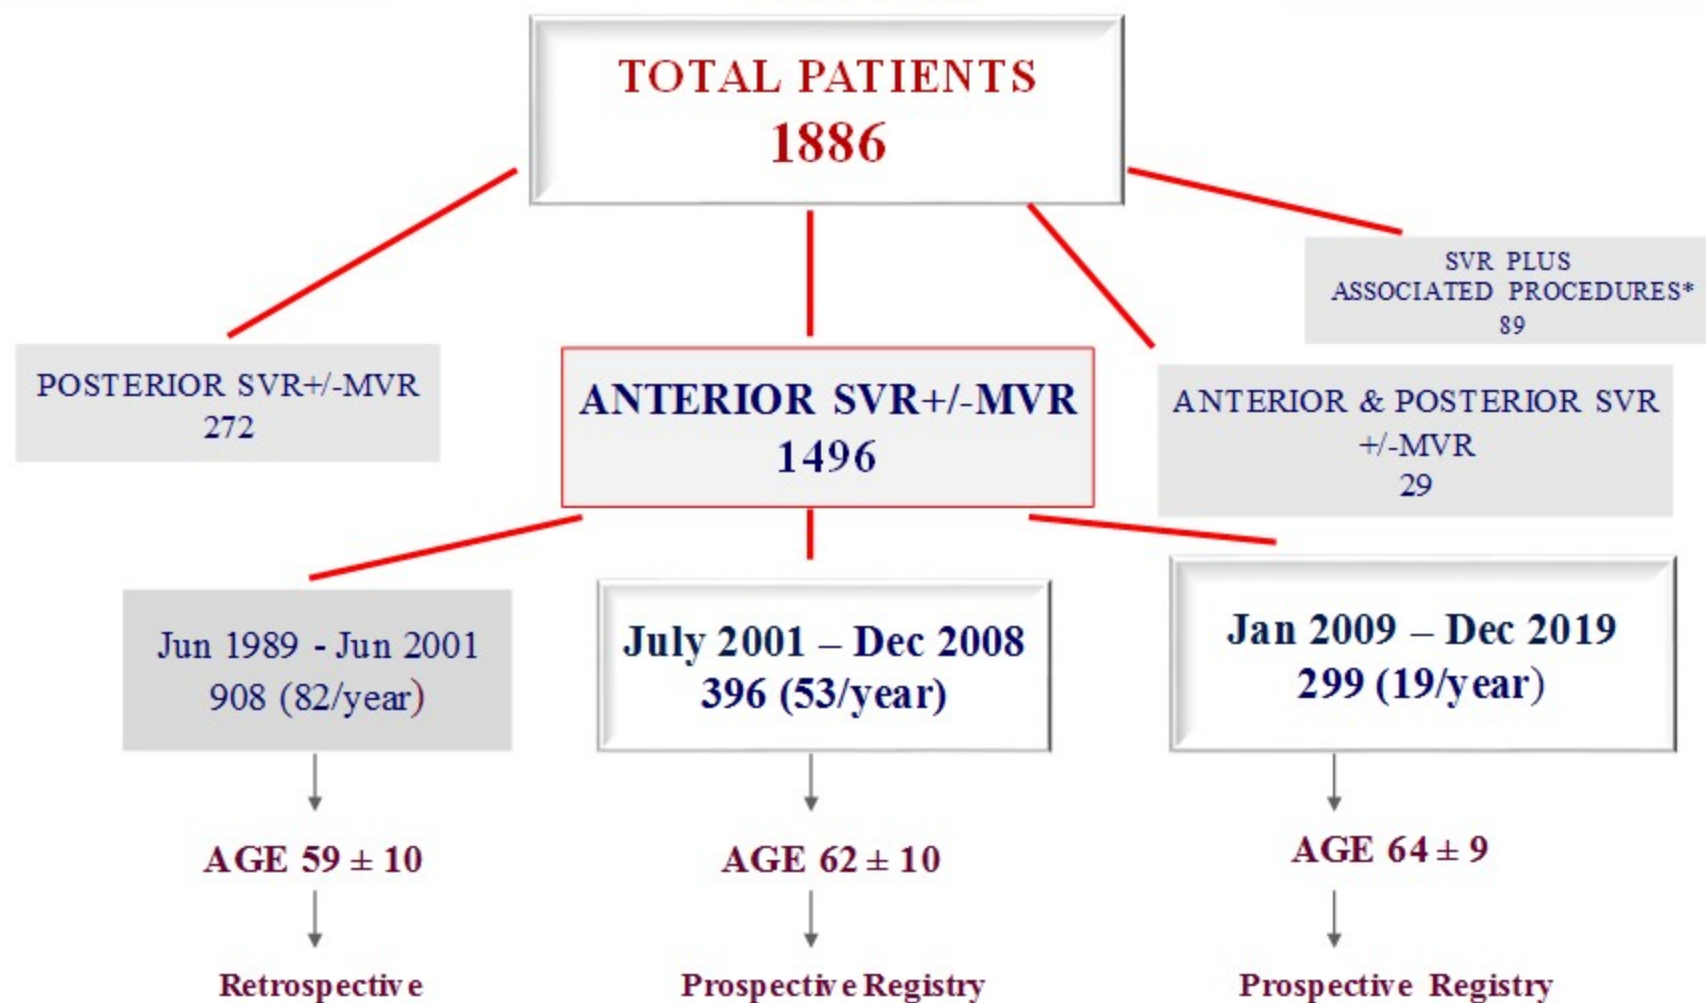 TOTAL PATIENTS
1886
SVR PLUS
ASSOCIATED PROCEDURES*
89
POSTERIOR SVR+/-MVR
272
ANTERIOR SVR+/-MVR
1496
ANTERIOR & POSTERIOR SVR
+/-MVR
29
Jun 1989 - Jun 2001
908 (82/year)
July 2001 – Dec 2008
396 (53/year)
Jan 2009 – Dec 2019
299 (19/year)
AGE 59 ± 10
AGE 62 ± 10
AGE 64 ± 9
Retrospective
Prospective Registry
Prospective Registry